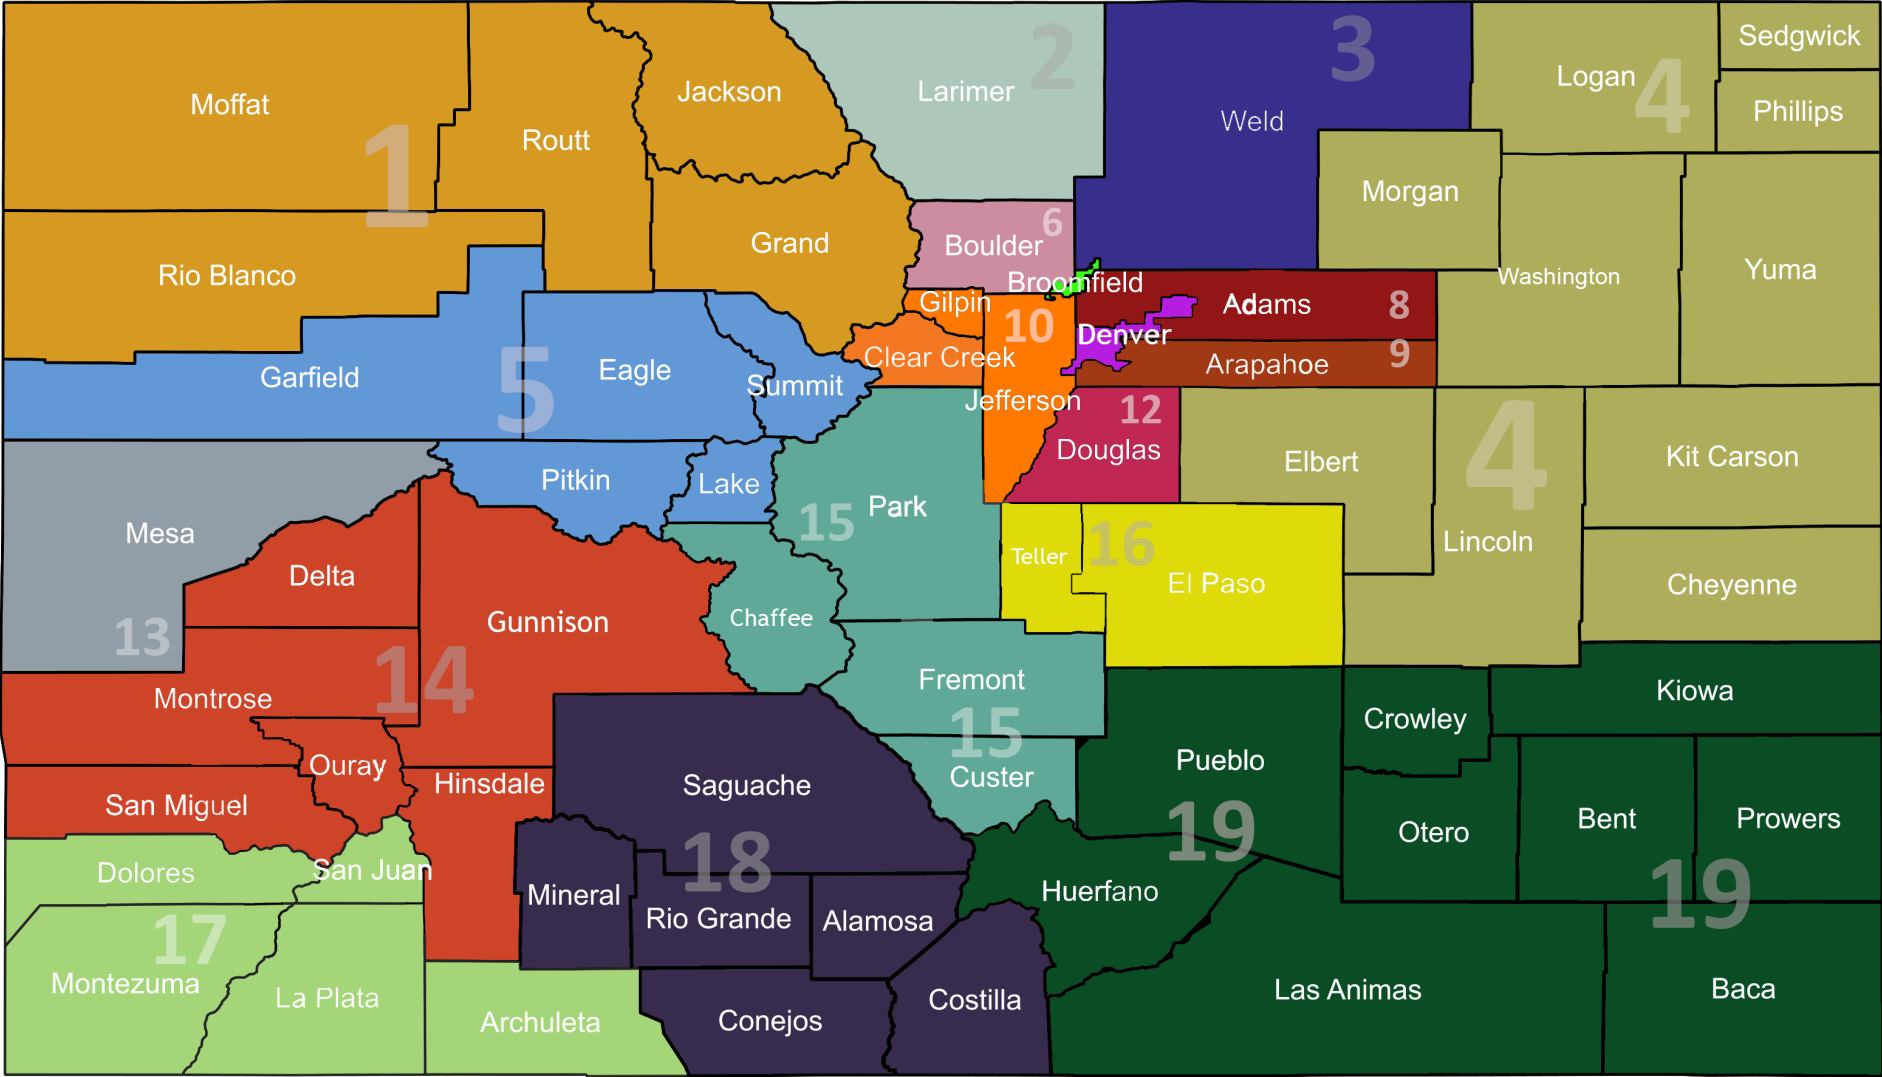 Moffat
1
Routt
Jackson
Larimer
2
Weld
3
Logan
4
Sedgwick
Phillips
Morgan
Washington
Yuma
Rio Blanco
Grand
Boulder
6
Broomfield
Gilpin
10
Adams
8
Denver
Arapahoe
9
Clear Creek
Garfield
5
Eagle
Summit
Jefferson
12
Douglas
Elbert
4
Lincoln
Kit Carson
Cheyenne
Mesa
13
Pitkin
Lake
Park
15
Delta
Gunnison
Chaffee
Teller
16
El Paso
Montrose
14
Fremont
15
Custer
Ouray
Hinsdale
San Miguel
Saguache
18
Pueblo
19
Crowley
Kiowa
Otero
Bent
Prowers
19
Dolores
San Juan
Mineral
Rio Grande
Alamosa
Huerfano
17
Montezuma
La Plata
Archuleta
Conejos
Costilla
Las Animas
Baca